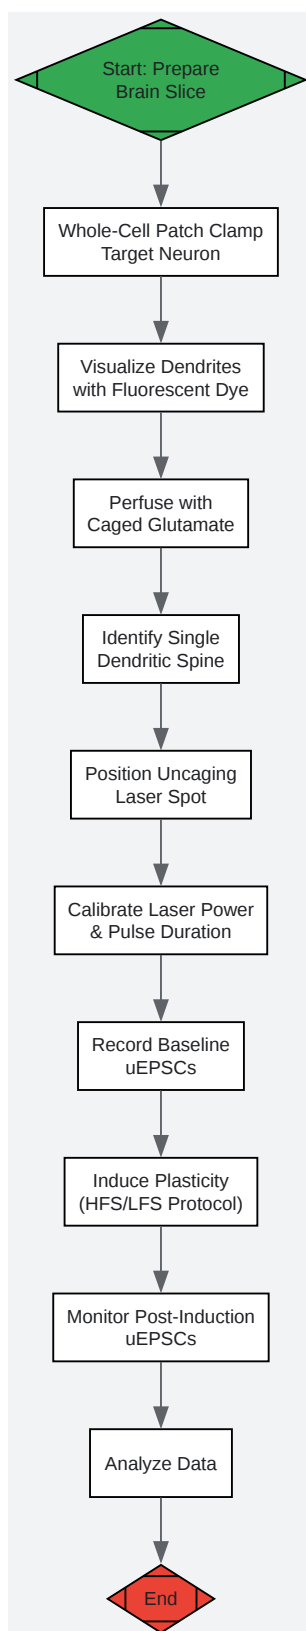 Start: Prepare
Brain Slice
Whole-Cell Patch Clamp
Target Neuron
Visualize Dendrites
with Fluorescent Dye
Perfuse with
Caged Glutamate
Identify Single
Dendritic Spine
Position Uncaging
Laser Spot
Calibrate Laser Power
& Pulse Duration
Record Baseline
uEPSCs
Induce Plasticity
(HFS/LFS Protocol)
Monitor Post-Induction
uEPSCs
Analyze Data
End